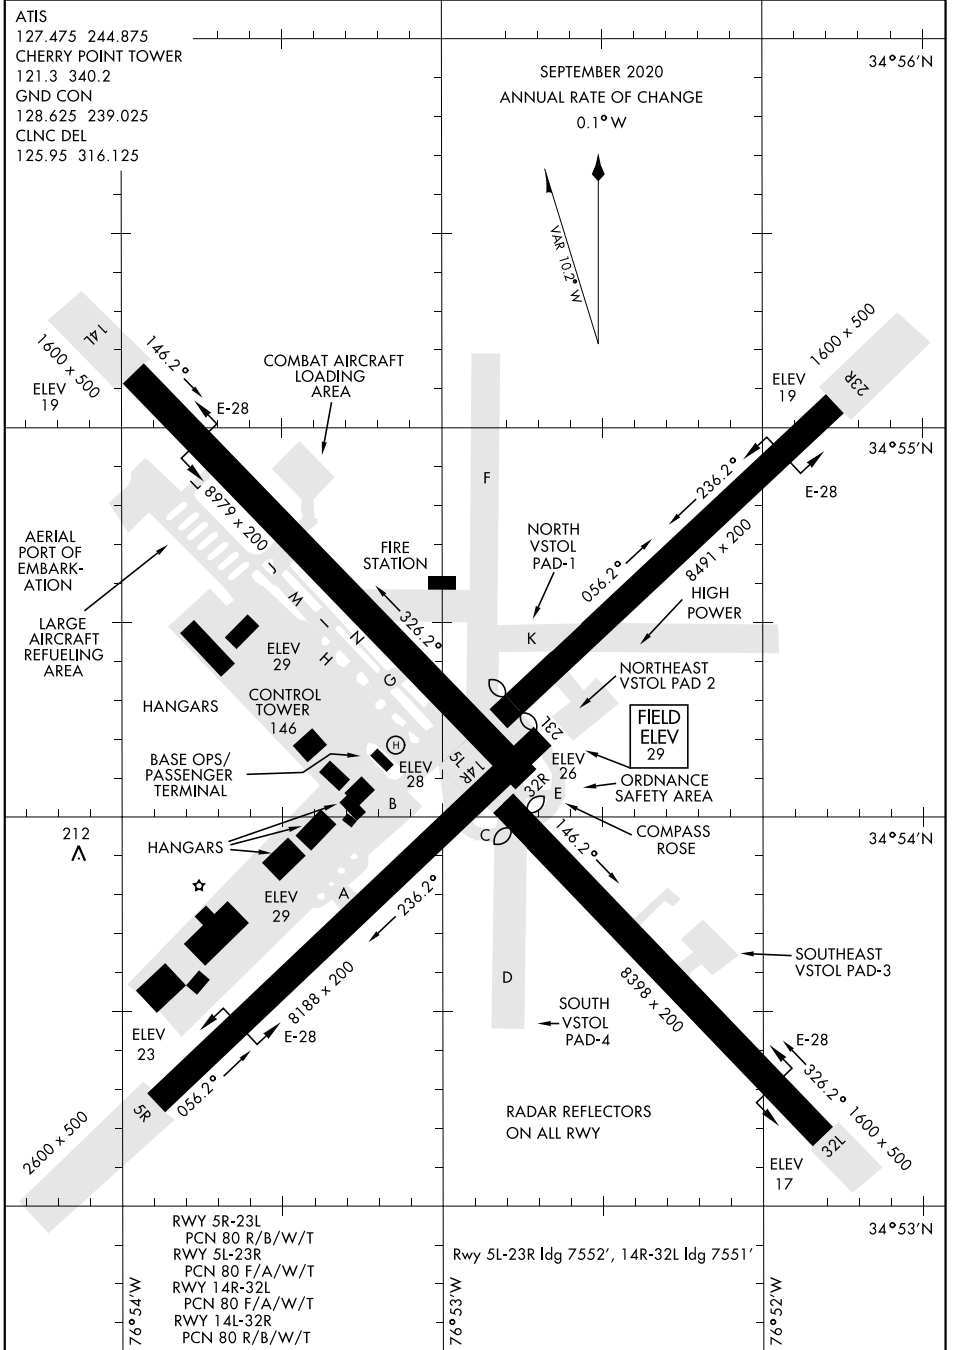 ATIS
127.475 244.875
CHERRY POINT TOWER
121.3 340.2
GND CON
128.625 239.025
CLNC DEL
125.95 316.125
SEPTEMBER 2020
ANNUAL RATE OF CHANGE
0.1° W
VAR 10.2° W
34°56'N
14L
1600 x 500
ELEV
19
146.2°
E-28
COMBAT AIRCRAFT
LOADING
AREA
1600 x 500
23R
ELEV
19
34°55'N
236.2°
E-28
8491 x 200
056.2°
F
NORTH
VSTOL
PAD-1
HIGH
POWER
K
8979 x 200
AERIAL
PORT OF
EMBARK-
ATION
LARGE
AIRCRAFT
REFUELING
AREA
FIRE
STATION
326.2°
J
W
I
H
N
G
ELEV
29
HANGARS
CONTROL
TOWER
146
NORTHEAST
VSTOL PAD 2
FIELD
ELEV
29
BASE OPS/
PASSENGER
TERMINAL
H
ELEV
28
5L
14R
23L
ELEV
26
32R
E
ORDNANCE
SAFETY AREA
B
COMPASS
ROSE
C
34°54'N
212
HANGARS
ELEV
29
A
236.2°
146.2°
SOUTHEAST
VSTOL PAD-3
D
SOUTH
VSTOL
PAD-4
8398 x 200
8188 x 200
E-28
ELEV
23
056.2°
5R
2600 x 500
RADAR REFLECTORS
ON ALL RWY
E-28
326.2°
1600 x 500
32L
ELEV
17
34°53'N
RWY 5R-23L
PCN 80 R/B/W/T
RWY 5L-23R
PCN 80 F/A/W/T
RWY 14R-32L
PCN 80 F/A/W/T
RWY 14L-32R
PCN 80 R/B/W/T
Rwy 5L-23R ldg 7552', 14R-32L ldg 7551'
76°54'W
76°53'W
76°52'W